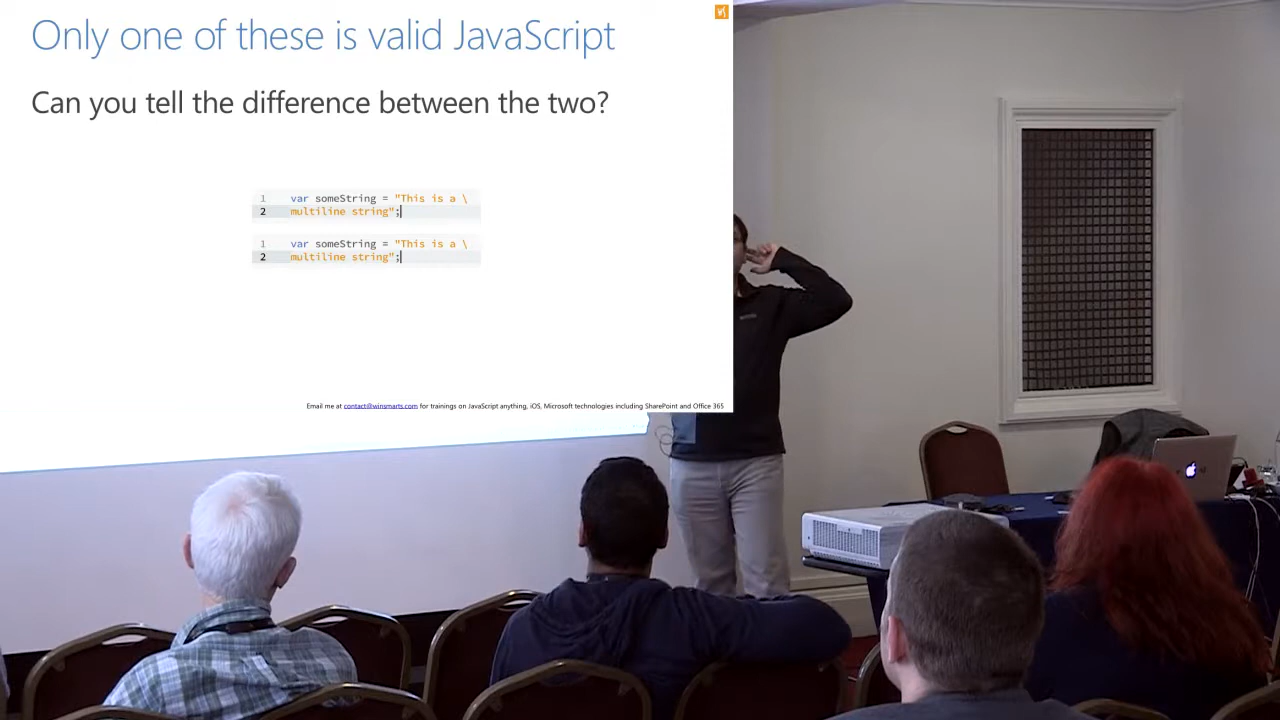 Only one of these is valid JavaScript
Can you tell the difference between the two?
1 var someString = "This is a \
2 multiline string";
1 var someString = "This is a \
2 multiline string";
Email me at contact@winsmarts.com for trainings on JavaScript anything, iOS, Microsoft technologies including SharePoint and Office 365